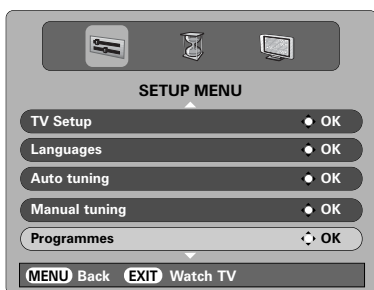 SETUP MENU
TV Setup OK
Languages OK
Auto tuning OK
Manual tuning OK
Programmes OK
MENU Back EXIT Watch TV